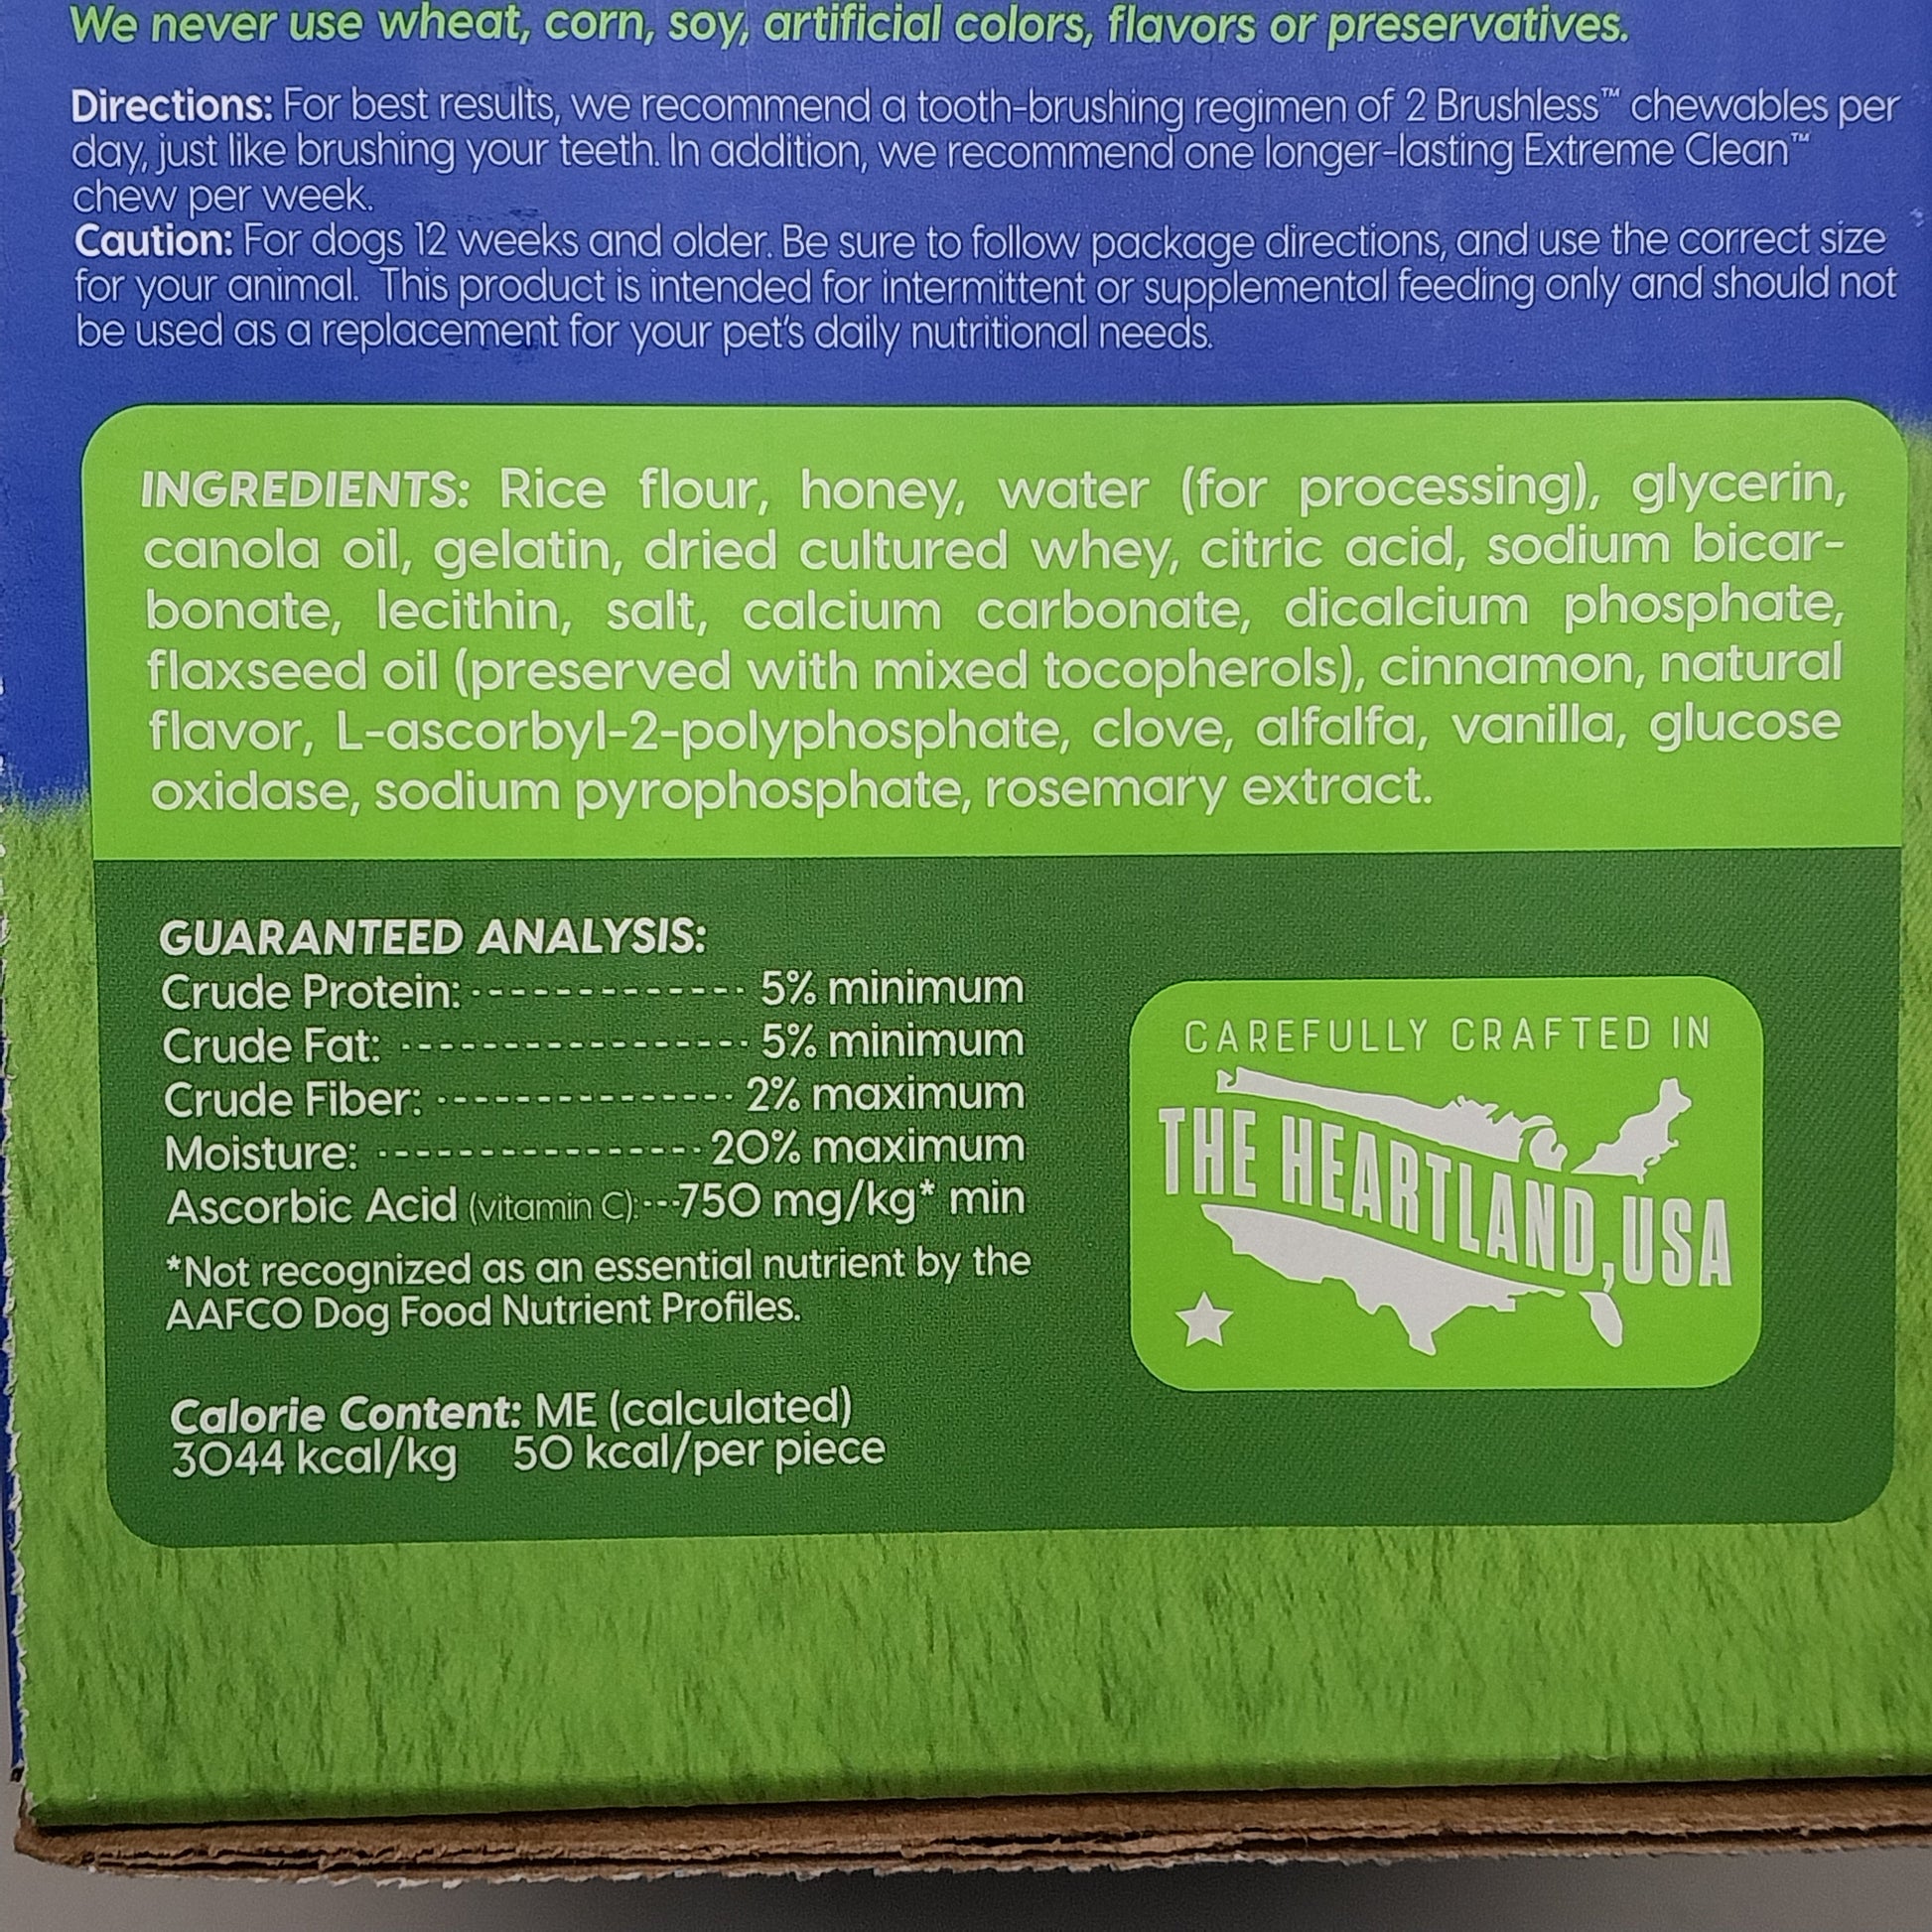 We never use wheat, corn, soy, artificial colors, flavors or preservatives.
Directions: For best results, we recommend a tooth-brushing regimen of 2 Brushless™ chewables per
day, just like brushing your teeth. In addition, we recommend one longer-lasting Extreme Clean™
chew per week.
Caution: For dogs 12 weeks and older. Be sure to follow package directions, and use the correct size
for your animal. This product is intended for intermittent or supplemental feeding only and should not
be used as a replacement for your pet's daily nutritional needs.
INGREDIENTS: Rice flour, honey, water (for processing), glycerin,
canola oil, gelatin, dried cultured whey, citric acid, sodium bicar-
bonate, lecithin, salt, calcium carbonate, dicalcium phosphate,
flaxseed oil (preserved with mixed tocopherols), cinnamon, natural
flavor, L-ascorbyl-2-polyphosphate, clove, alfalfa, vanilla, glucose
oxidase, sodium pyrophosphate, rosemary extract.
GUARANTEED ANALYSIS:
Crude Protein: -------------- 5% minimum
Crude Fat: ------------------ 5% minimum
Crude Fiber: --------------- 2% maximum
Moisture: ----------------- 20% maximum
Ascorbic Acid (vitamin C):---750 mg/kg* min
*Not recognized as an essential nutrient by the
AAFCO Dog Food Nutrient Profiles.
Calorie Content: ME (calculated)
3044 kcal/kg 50 kcal/per piece
CAREFULLY CRAFTED IN
THE HEARTLAND, USA